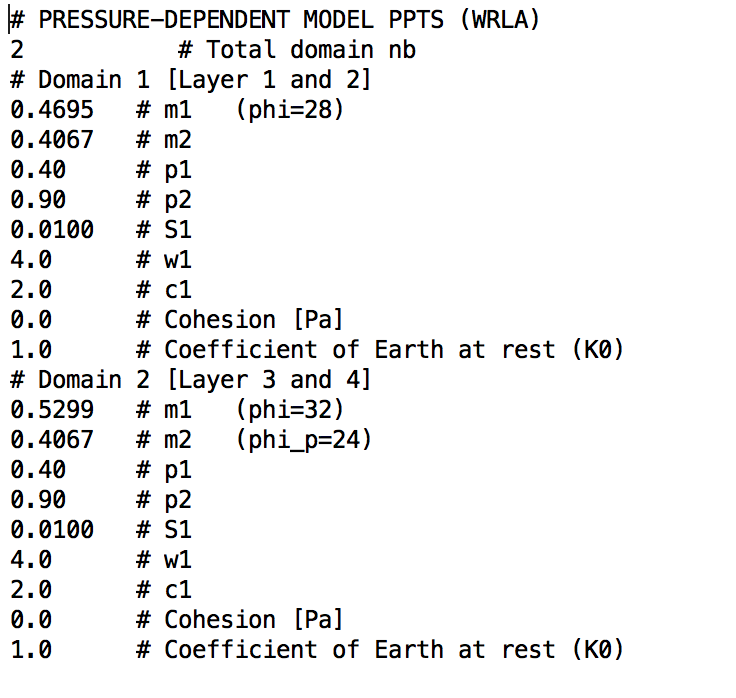 # PRESSURE-DEPENDENT MODEL PPTS (WRLA)
2 # Total domain nb
# Domain 1 [Layer 1 and 2]
0.4695 # m1 (phi=28)
0.4067 # m2
0.40 # p1
0.90 # p2
0.0100 # S1
4.0 # w1
2.0 # c1
0.0 # Cohesion [Pa]
1.0 # Coefficient of Earth at rest (K0)
# Domain 2 [Layer 3 and 4]
0.5299 # m1 (phi=32)
0.4067 # m2 (phi_p=24)
0.40 # p1
0.90 # p2
0.0100 # S1
4.0 # w1
2.0 # c1
0.0 # Cohesion [Pa]
1.0 # Coefficient of Earth at rest (K0)